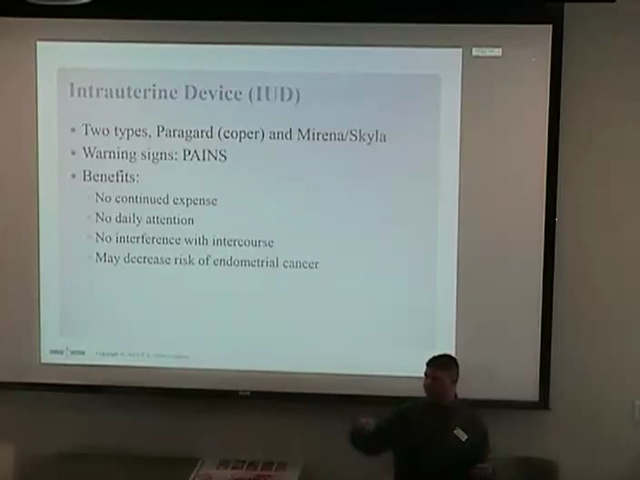 Intrauterine Device (IUD)
Two types, Paragard (coper) and Mirena/Skyla
Warning signs: PAINS
Benefits:
No continued expense
No daily attention
No interference with intercourse
May decrease risk of endometrial cancer